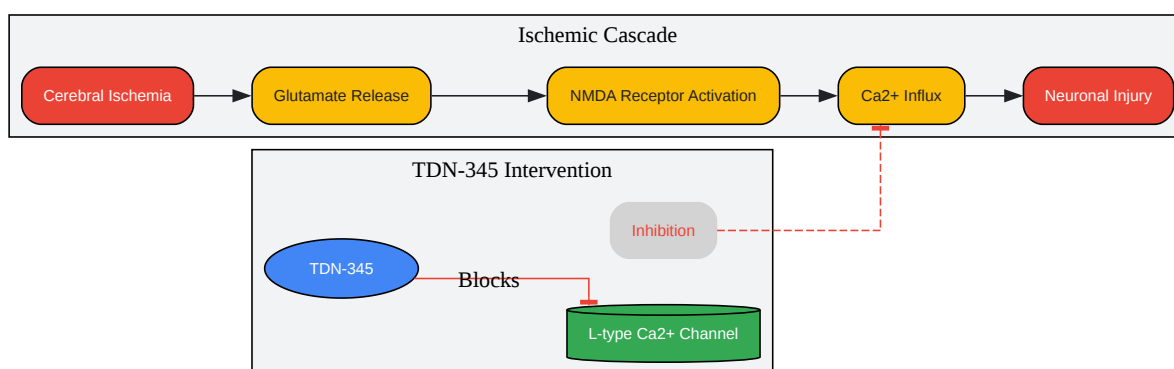 Ischemic Cascade
Cerebral Ischemia
Glutamate Release
NMDA Receptor Activation
Ca2+ Influx
Neuronal Injury
TDN-345 Intervention
Inhibition
TDN-345
Blocks
L-type Ca2+ Channel